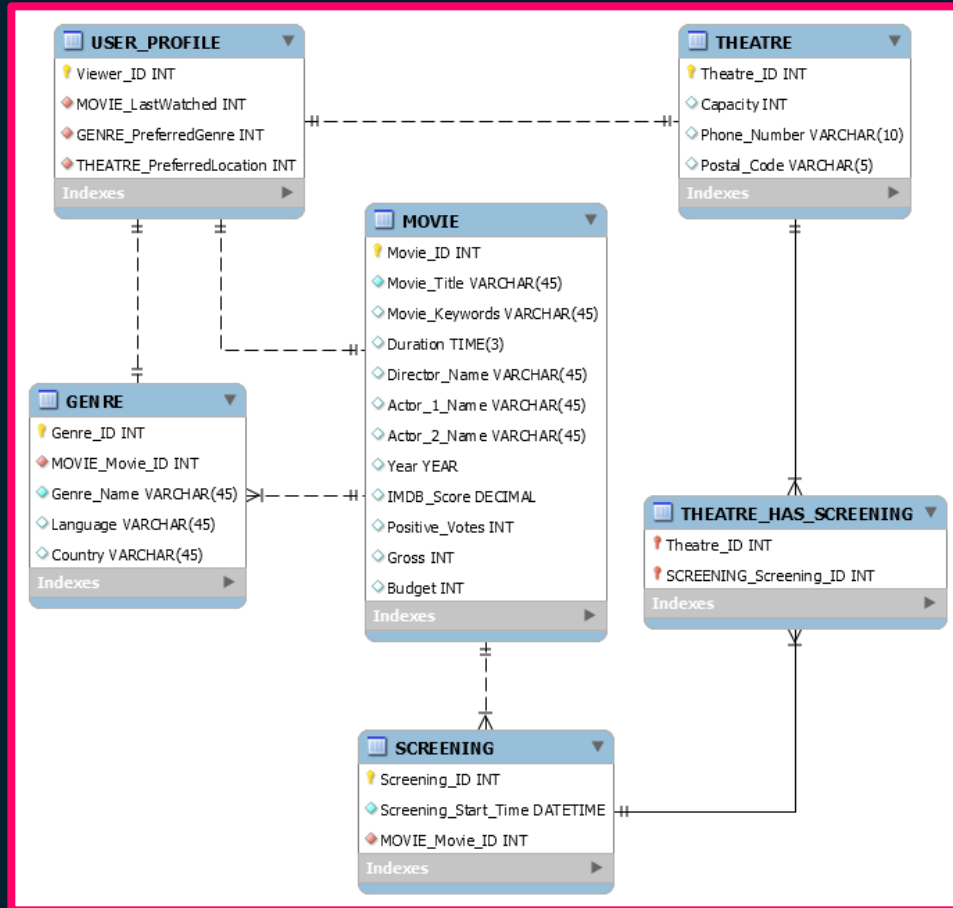 USER_PROFILE
Viewer_ID INT
MOVIE_LastWatched INT
GENRE_PreferredGenre INT
THEATRE_PreferredLocation INT
Indexes
THEATRE
Theatre_ID INT
Capacity INT
Phone_Number VARCHAR(10)
Postal_Code VARCHAR(5)
Indexes
MOVIE
Movie_ID INT
Movie_Title VARCHAR(45)
Movie_Keywords VARCHAR(45)
Duration TIME(3)
Director_Name VARCHAR(45)
Actor_1_Name VARCHAR(45)
Actor_2_Name VARCHAR(45)
Year YEAR
IMDB_Score DECIMAL
Positive_Votes INT
Gross INT
Budget INT
Indexes
GENRE
Genre_ID INT
MOVIE_Movie_ID INT
Genre_Name VARCHAR(45)
Language VARCHAR(45)
Country VARCHAR(45)
Indexes
THEATRE_HAS_SCREENING
Theatre_ID INT
SCREENING_Screening_ID INT
Indexes
SCREENING
Screening_ID INT
Screening_Start_Time DATETIME
MOVIE_Movie_ID INT
Indexes